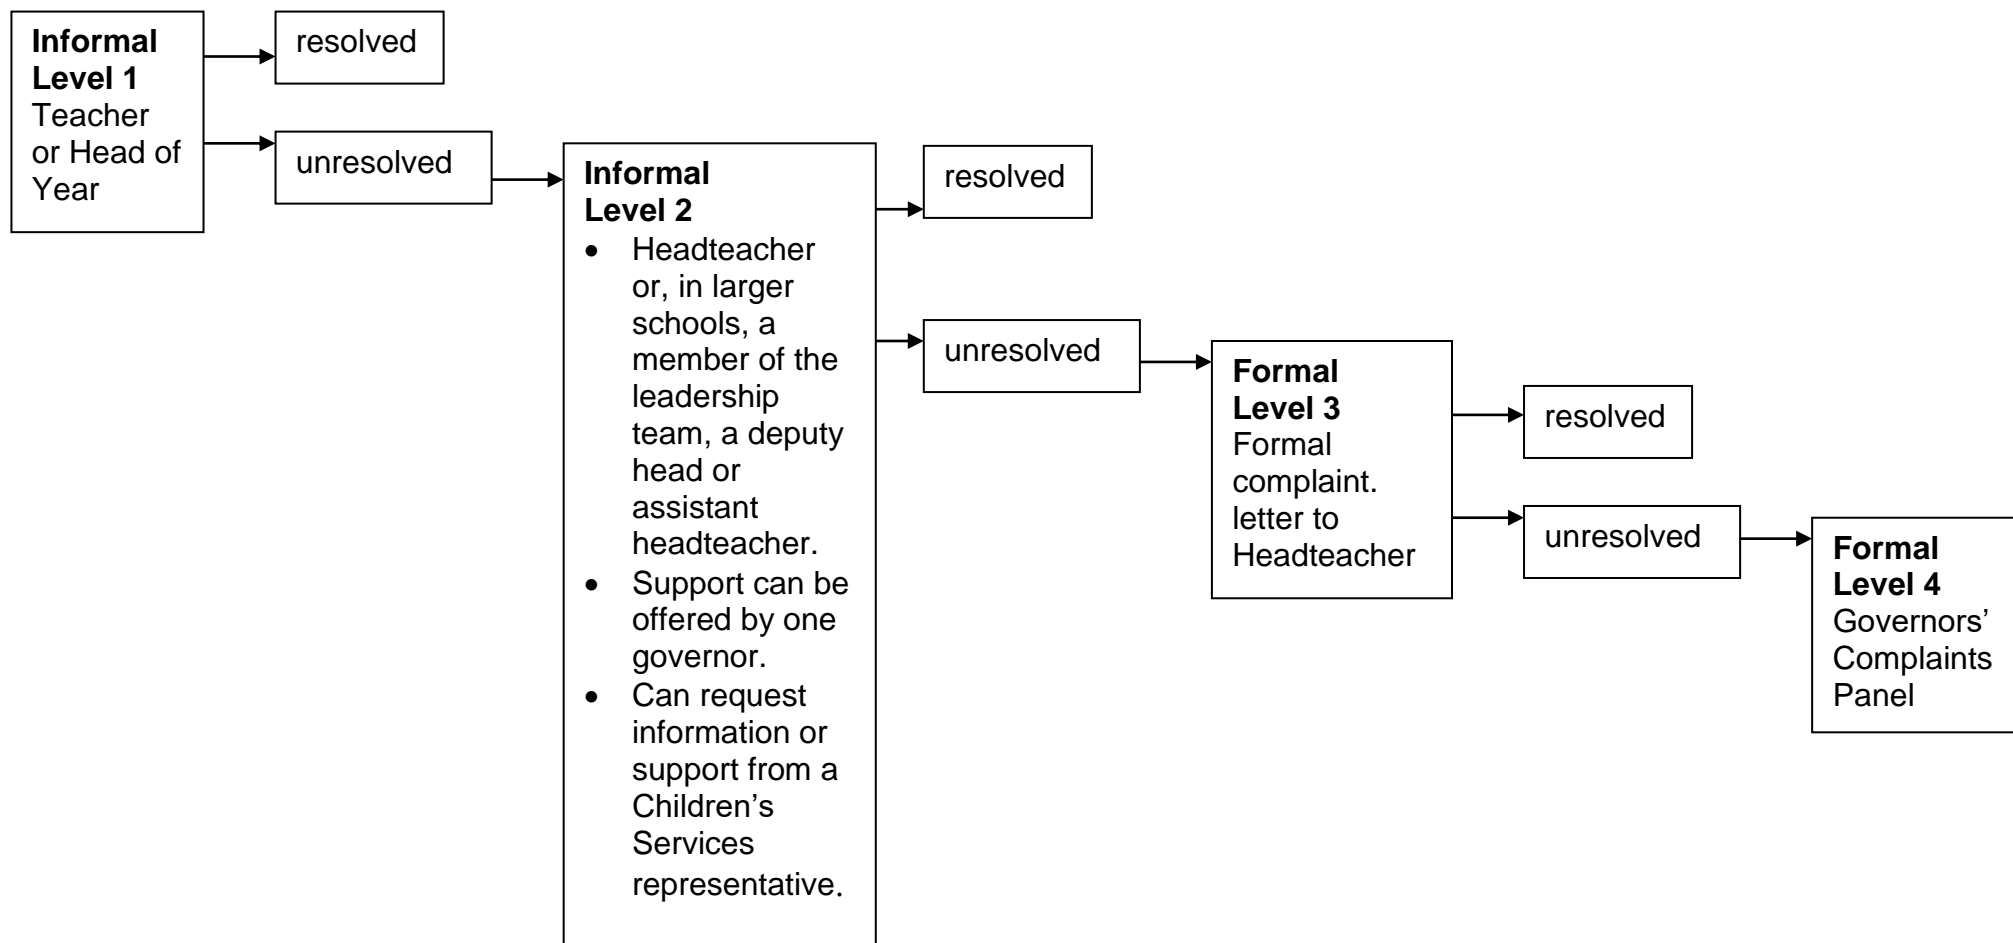 Informal
Level 1
Teacher
or Head of
Year
resolved
unresolved
Informal
Level 2
• Headteacher
or, in larger
schools, a
member of the
leadership
team, a deputy
head or
assistant
headteacher.
• Support can be
offered by one
governor.
• Can request
information or
support from a
Children’s
Services
representative.
resolved
unresolved
Formal
Level 3
Formal
complaint.
letter to
Headteacher
resolved
unresolved
Formal
Level 4
Governors’
Complaints
Panel